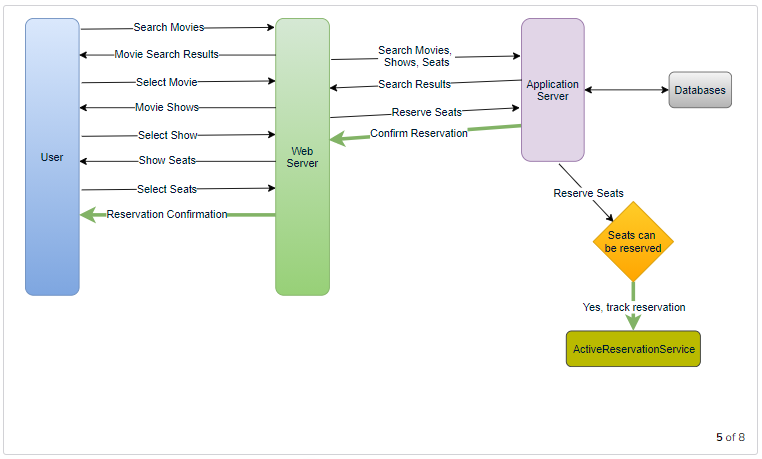 Search Movies
Movie Search Results
Select Movie
Movie Shows
Select Show
Show Seats
Select Seats
Reservation Confirmation
User
Web
Server
Search Movies,
Shows, Seats
Search Results
Reserve Seats
Confirm Reservation
Application
Server
Databases
Reserve Seats
Seats can
be reserved
Yes, track reservation
ActiveReservationService
5 of 8